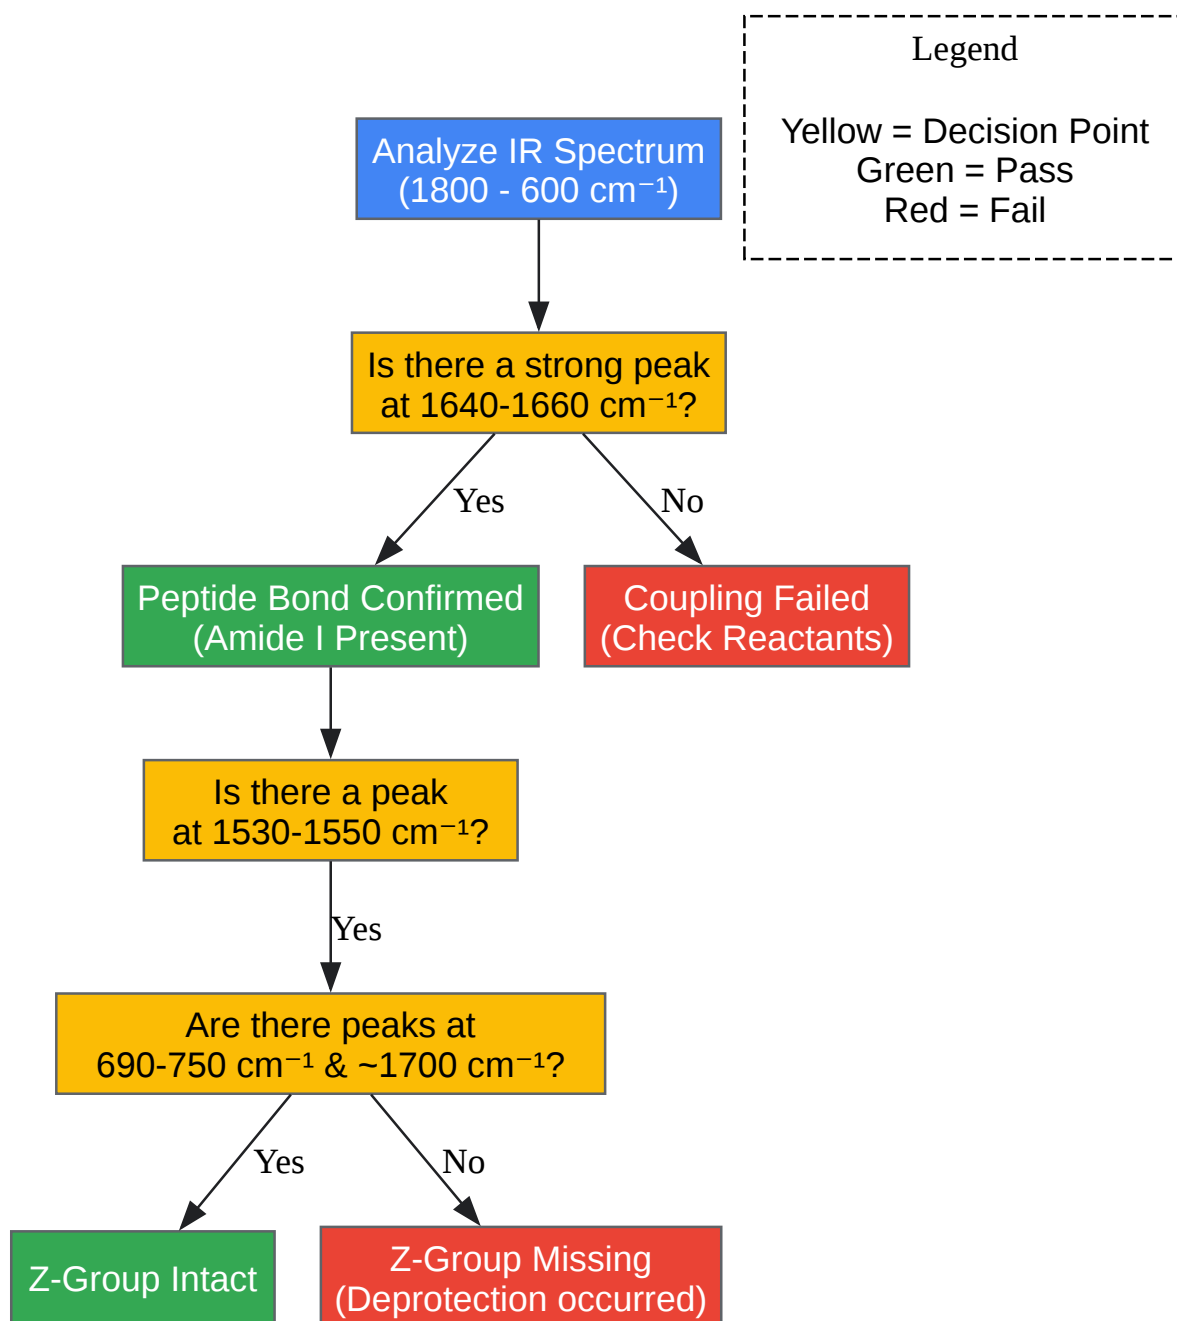 Legend
Yellow = Decision Point
Green = Pass
Red = Fail
Analyze IR Spectrum
(1800 - 600 cm⁻¹)
Is there a strong peak
at 1640-1660 cm⁻¹?
Yes
No
Peptide Bond Confirmed
(Amide I Present)
Coupling Failed
(Check Reactants)
Is there a peak
at 1530-1550 cm⁻¹?
Yes
Are there peaks at
690-750 cm⁻¹ & ~1700 cm⁻¹?
Yes
No
Z-Group Intact
Z-Group Missing
(Deprotection occurred)